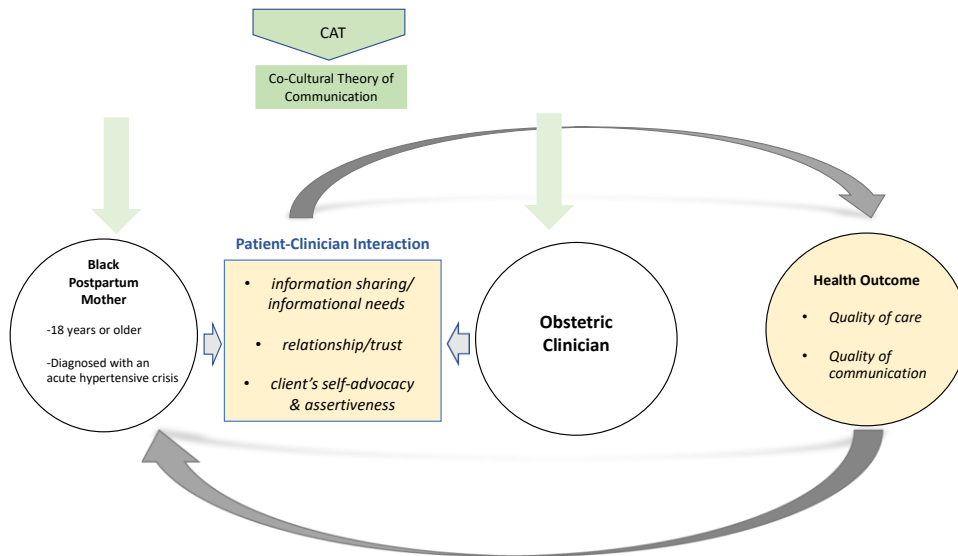 CAT
Co-Cultural Theory of
Communication
Black
Postpartum
Mother
-18 years or older
-Diagnosed with an
acute hypertensive crisis
Patient-Clinician Interaction
• information sharing/
informational needs
• relationship/trust
• client's self-advocacy
& assertiveness
Obstetric
Clinician
Health Outcome
• Quality of care
• Quality of
communication